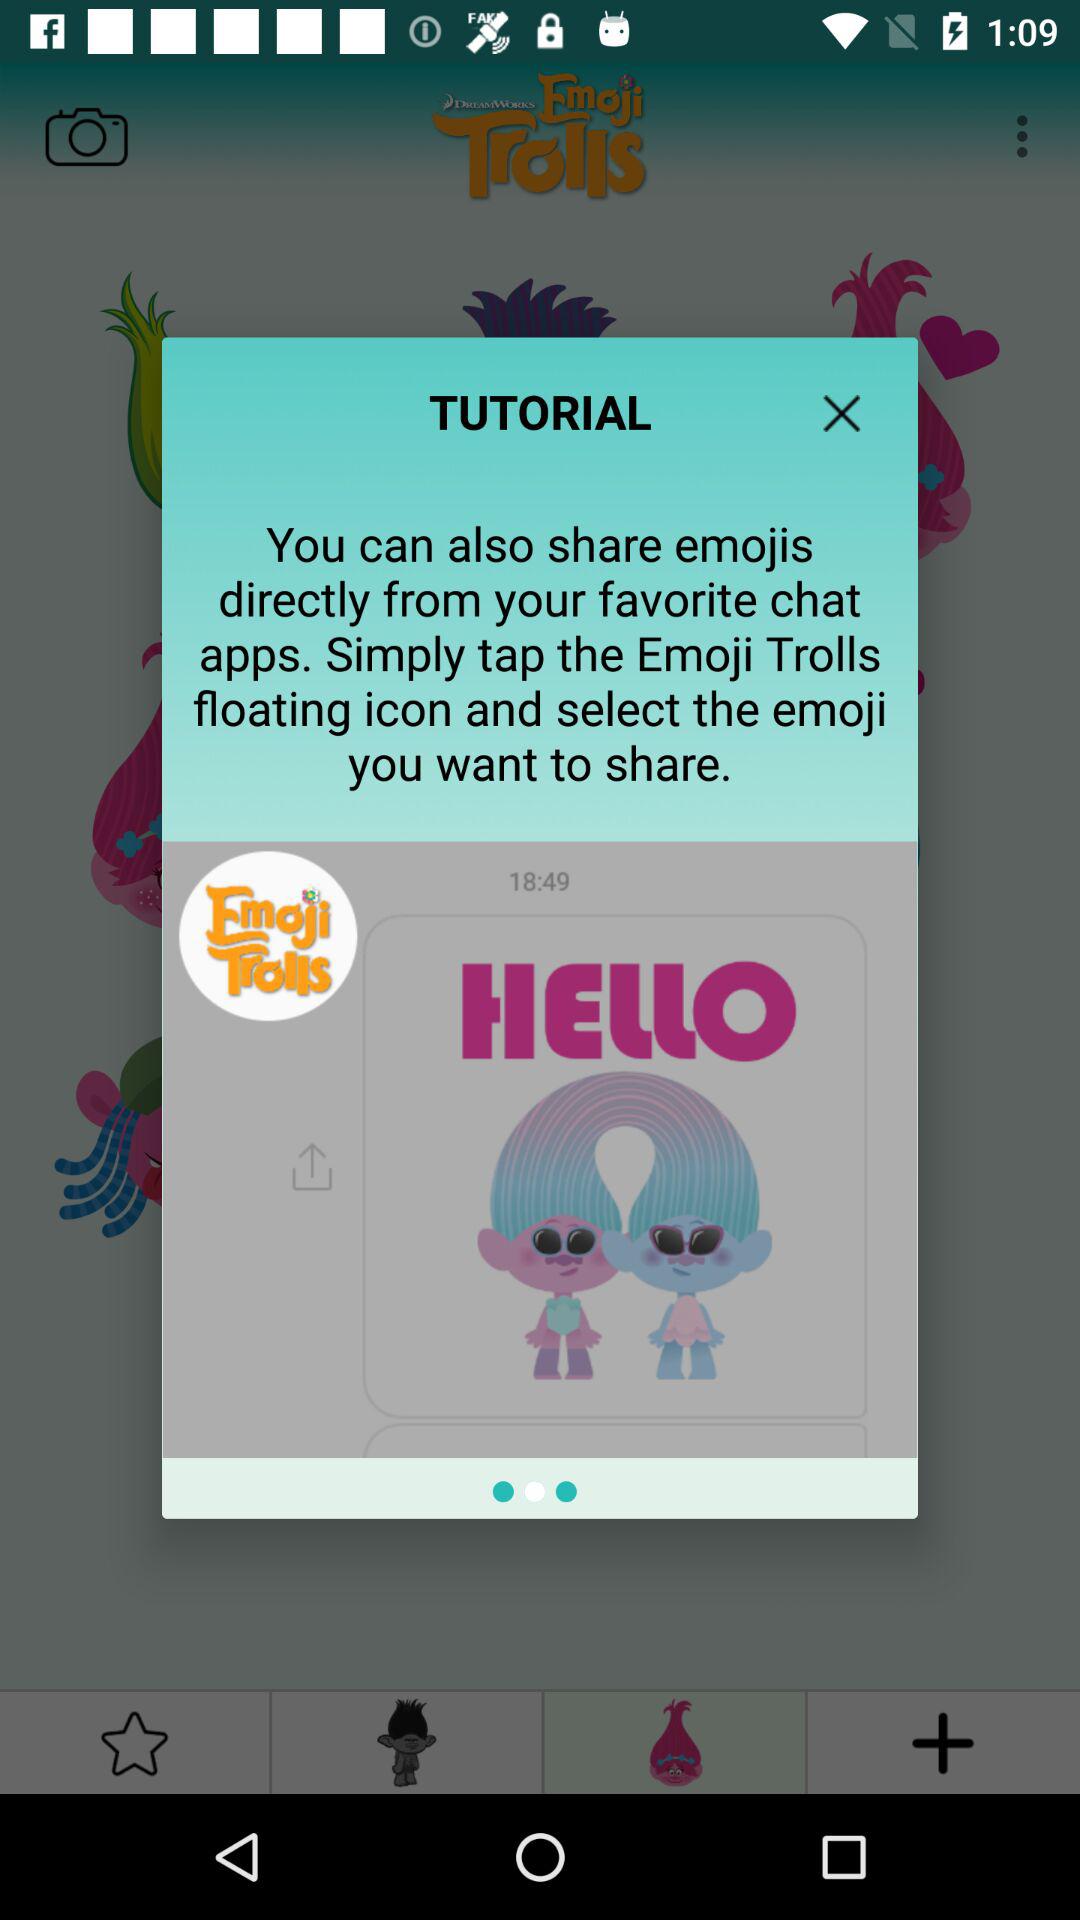 FAKE
1:09
DREAMWORKS
Emoji
Trolls
TUTORIAL
You can also share emojis
directly from your favorite chat
apps. Simply tap the Emoji Trolls
floating icon and select the emoji
you want to share.
18:49
Emoji
Trolls
HELLO